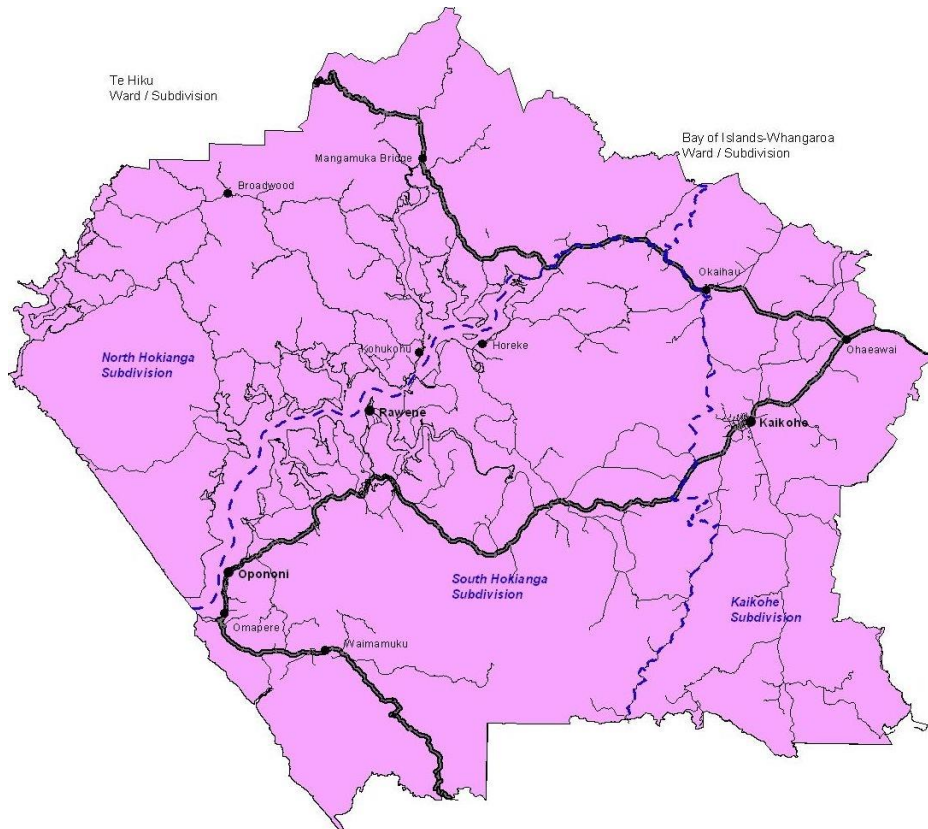 Te Hiku
Ward / Subdivision
Bay of Islands-Whangaroa
Ward / Subdivision
Mangamuka Bridge
Broadwood
Okaihau
Ohaeawai
Kohukohu
Horeke
North Hokianga
Subdivision
Rawene
Kaikohe
Opononi
South Hokianga
Subdivision
Kaikohe
Subdivision
Omapere
Waimamuku